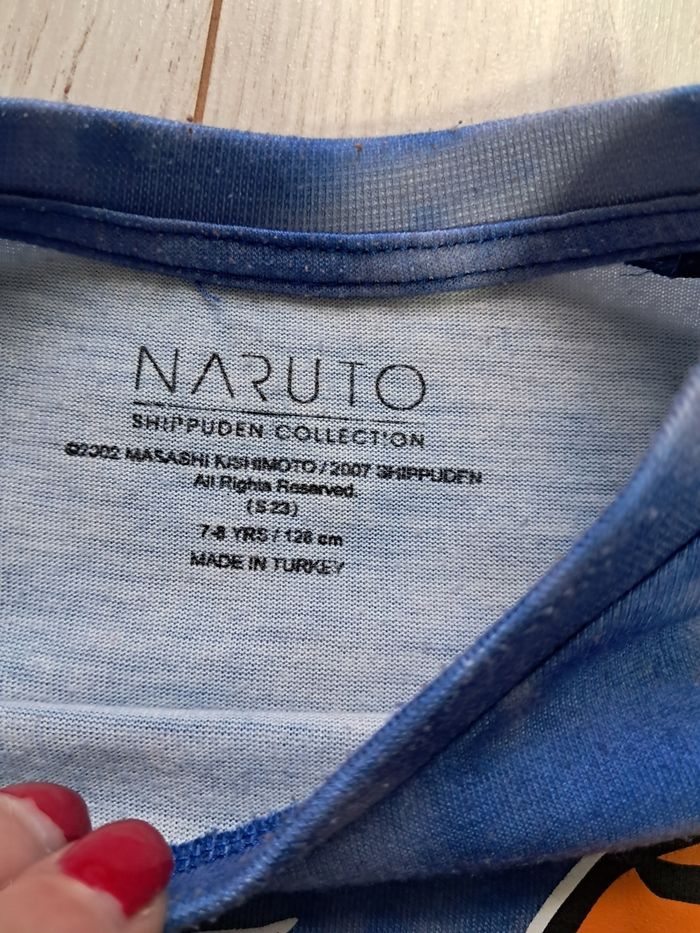 NARUTO
SHIPPUDEN COLLECTION
©2002 MASASHI KISHIMOTO / 2007 SHIPPUDEN
All Rights Reserved.
(S 23)
7-8 YRS / 128 cm
MADE IN TURKEY